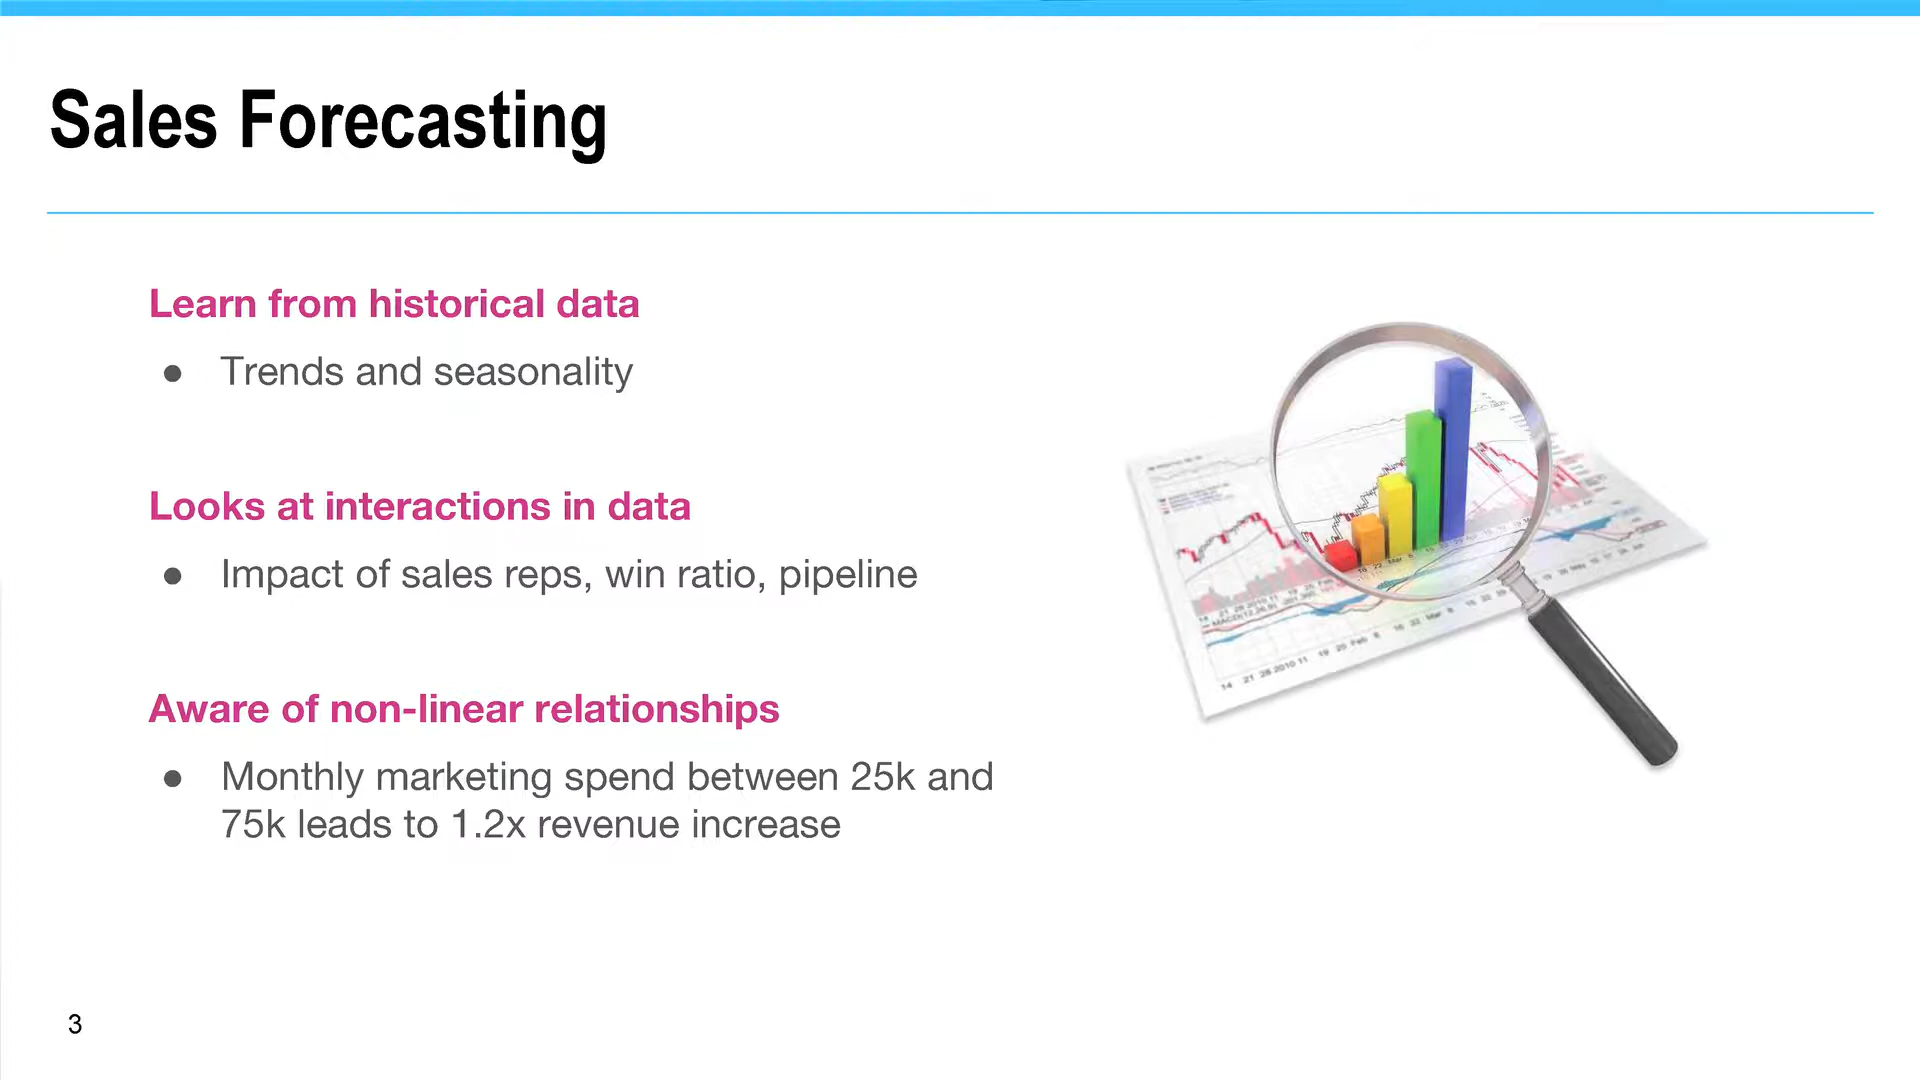 Sales Forecasting
Learn from historical data
● Trends and seasonality
Looks at interactions in data
● Impact of sales reps, win ratio, pipeline
Aware of non-linear relationships
● Monthly marketing spend between 25k and
75k leads to 1.2x revenue increase
3